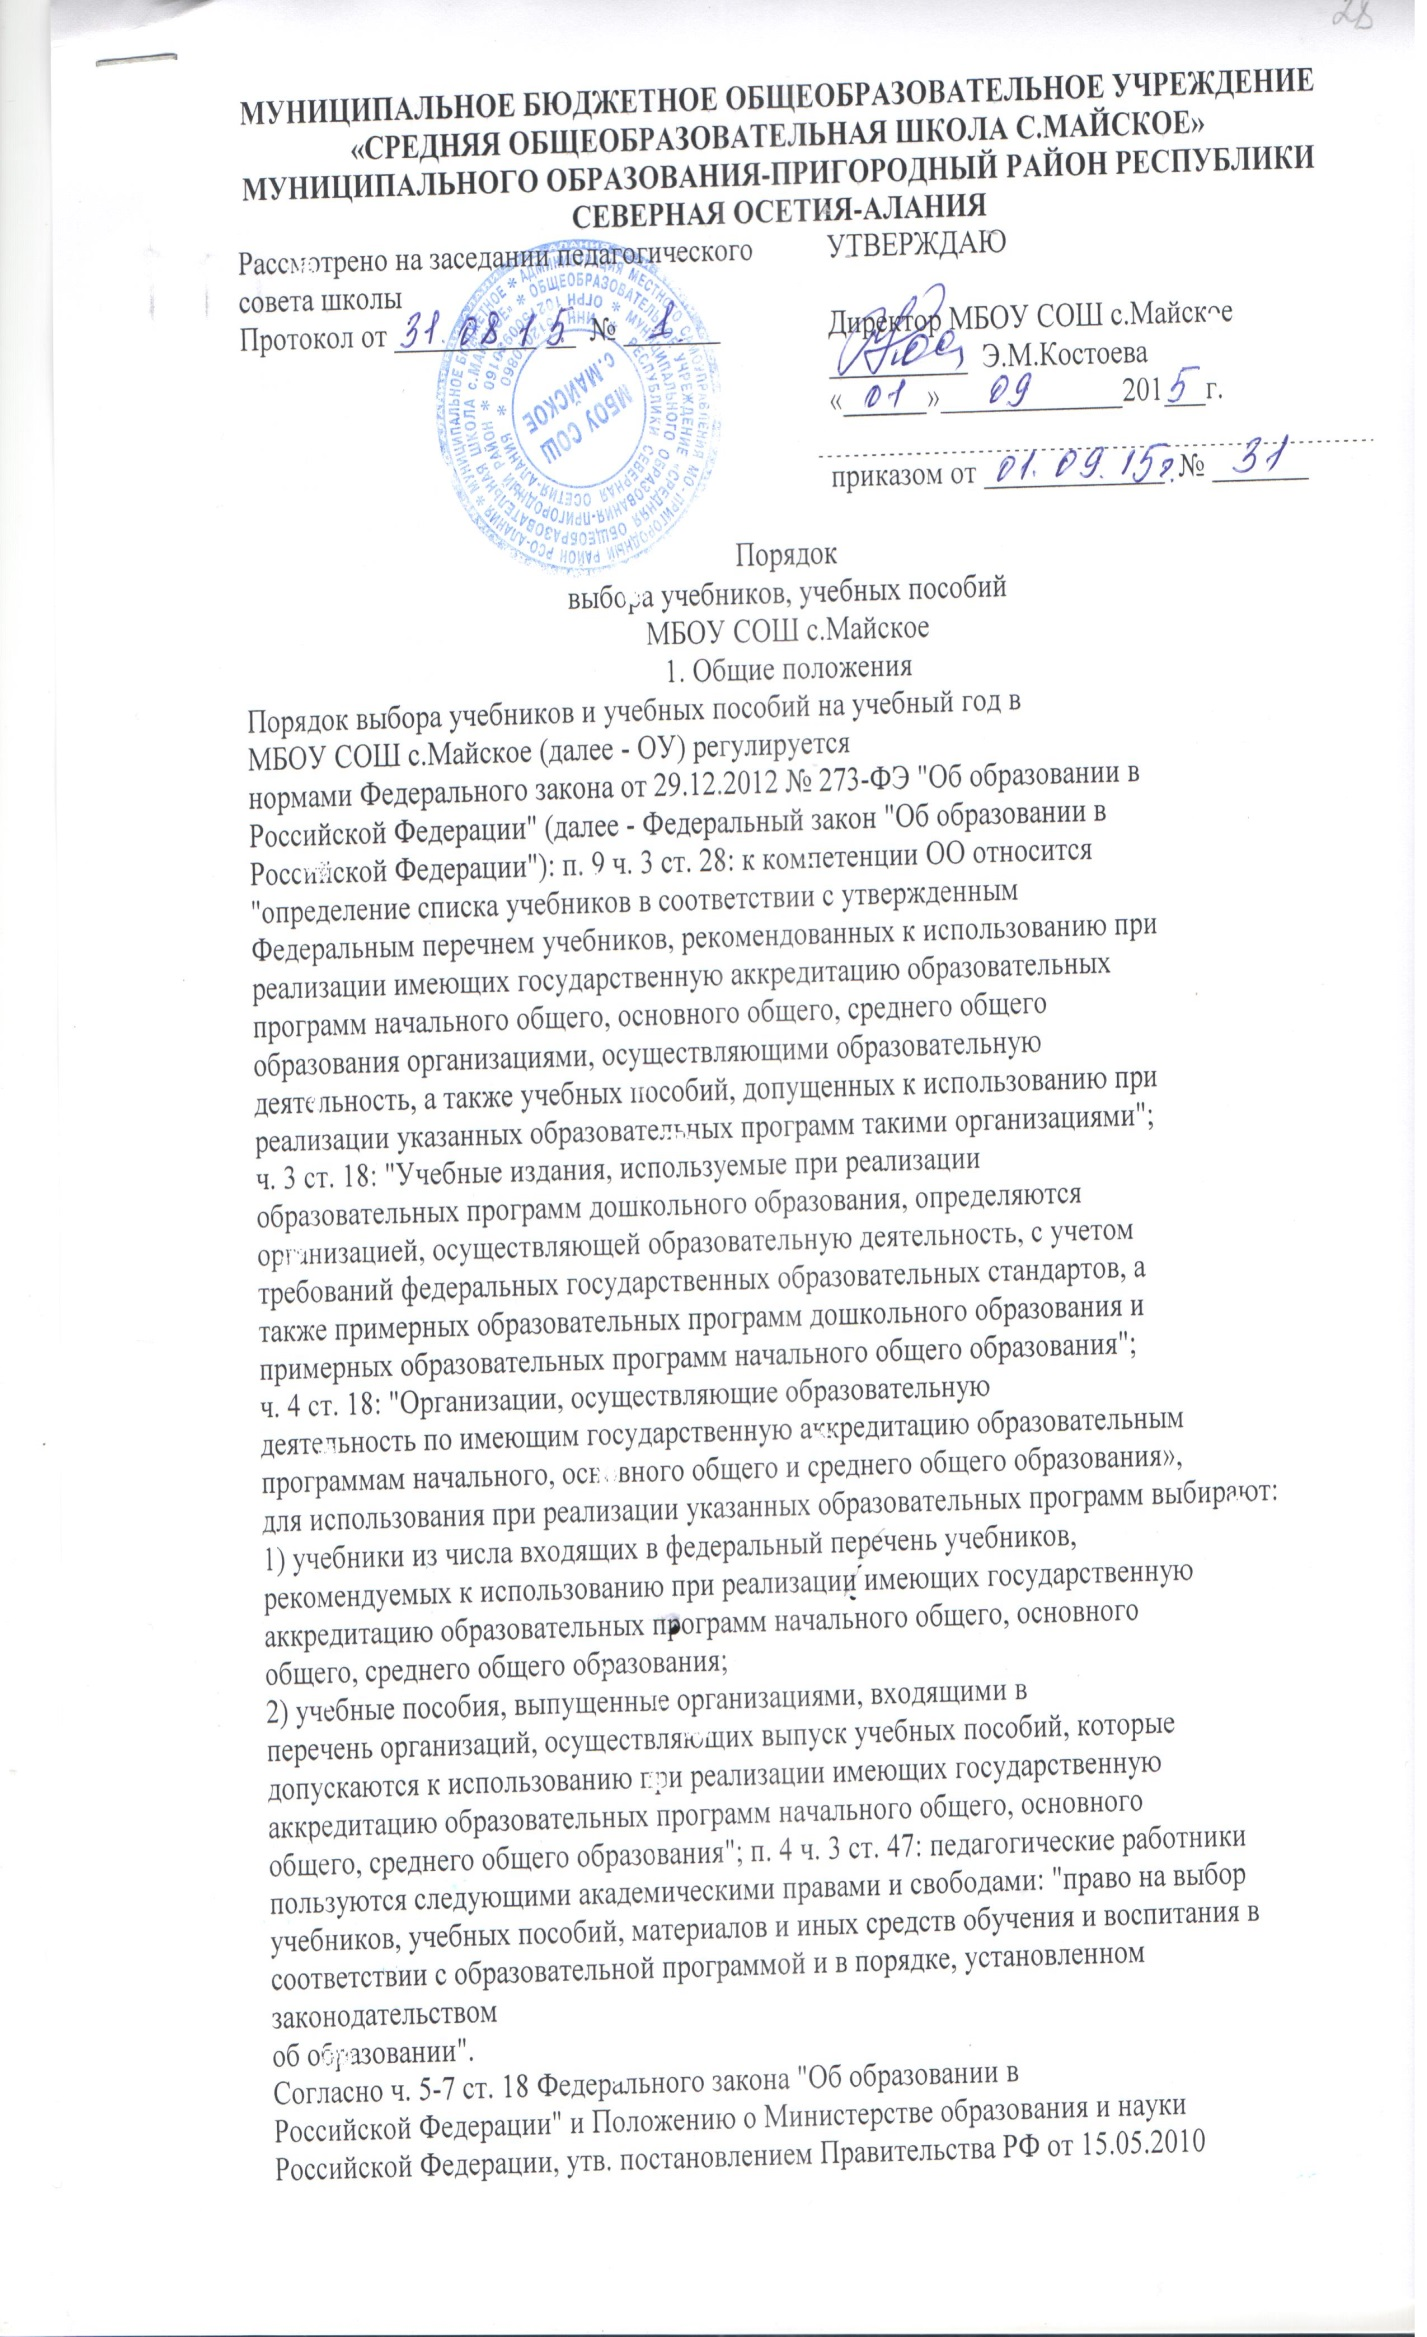 28
МУНИЦИПАЛЬНОЕ БЮДЖЕТНОЕ ОБЩЕОБРАЗОВАТЕЛЬНОЕ УЧРЕЖДЕНИЕ
«СРЕДНЯЯ ОБЩЕОБРАЗОВАТЕЛЬНАЯ ШКОЛА С.МАЙСКОЕ»
МУНИЦИПАЛЬНОГО ОБРАЗОВАНИЯ-ПРИГОРОДНЫЙ РАЙОН РЕСПУБЛИКИ
СЕВЕРНАЯ ОСЕТИЯ-АЛАНИЯ
Рассмотрено на заседании педагогического
совета школы
Протокол от 31.08.15 № 1
МБОУ СОШ
с.МАЙСКОЕ
УТВЕРЖДАЮ
Директор МБОУ СОШ с.Майское
Э.М.Костоева
«01» 09 2015г.
приказом от 01.09.15г. № 31
Порядок
выбора учебников, учебных пособий
МБОУ СОШ с.Майское
1. Общие положения
Порядок выбора учебников и учебных пособий на учебный год в
МБОУ СОШ с.Майское (далее - ОУ) регулируется
нормами Федерального закона от 29.12.2012 № 273-ФЭ "Об образовании в
Российской Федерации" (далее - Федеральный закон "Об образовании в
Российской Федерации"): п. 9 ч. 3 ст. 28: к компетенции ОО относится
"определение списка учебников в соответствии с утвержденным
Федеральным перечнем учебников, рекомендованных к использованию при
реализации имеющих государственную аккредитацию образовательных
программ начального общего, основного общего, среднего общего
образования организациями, осуществляющими образовательную
деятельность, а также учебных пособий, допущенных к использованию при
реализации указанных образовательных программ такими организациями";
ч. 3 ст. 18: "Учебные издания, используемые при реализации
образовательных программ дошкольного образования, определяются
организацией, осуществляющей образовательную деятельность, с учетом
требований федеральных государственных образовательных стандартов, а
также примерных образовательных программ дошкольного образования и
примерных образовательных программ начального общего образования";
ч. 4 ст. 18: "Организации, осуществляющие образовательную
деятельность по имеющим государственную аккредитацию образовательным
программам начального, основного общего и среднего общего образования»,
для использования при реализации указанных образовательных программ выбирают:
1) учебники из числа входящих в федеральный перечень учебников,
рекомендуемых к использованию при реализации имеющих государственную
аккредитацию образовательных программ начального общего, основного
общего, среднего общего образования;
2) учебные пособия, выпущенные организациями, входящими в
перечень организаций, осуществляющих выпуск учебных пособий, которые
допускаются к использованию при реализации имеющих государственную
аккредитацию образовательных программ начального общего, основного
общего, среднего общего образования"; п. 4 ч. 3 ст. 47: педагогические работники
пользуются следующими академическими правами и свободами: "право на выбор
учебников, учебных пособий, материалов и иных средств обучения и воспитания в
соответствии с образовательной программой и в порядке, установленном
законодательством
об образовании".
Согласно ч. 5-7 ст. 18 Федерального закона "Об образовании в
Российской Федерации" и Положению о Министерстве образования и науки
Российской Федерации, утв. постановлением Правительства РФ от 15.05.2010